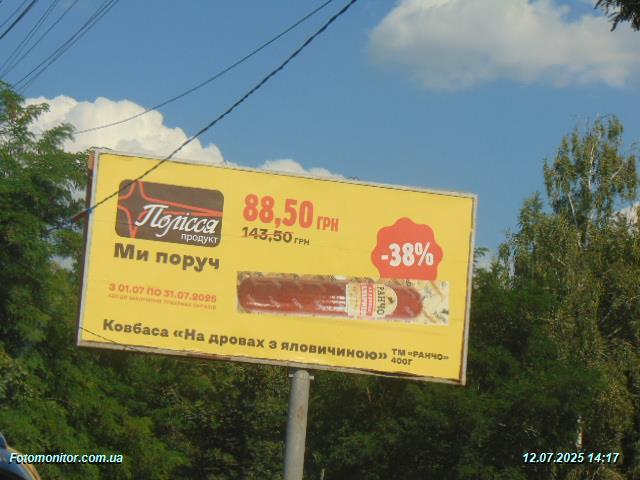 Полісся
продукт
Ми поруч
88,50 ГРН
143,50 ГРН
-38%
З 01.07 ПО 31.07.2025
РАНЧО
Ковбаса «На дровах з яловичиною» ТМ «РАНЧО»
400Г
Fotomonitor.com.ua
12.07.2025 14:17